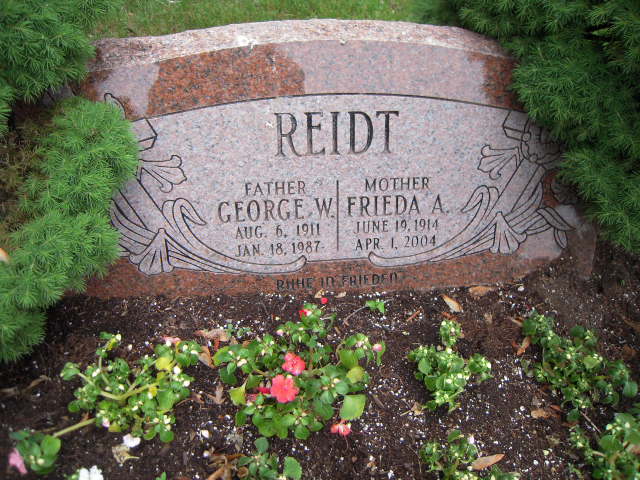 REIDT
FATHER
GEORGE W.
AUG. 6, 1911
JAN. 18, 1987
MOTHER
FRIEDA A.
JUNE 19, 1914
APR. 1, 2004
RUHE IN FRIEDEN